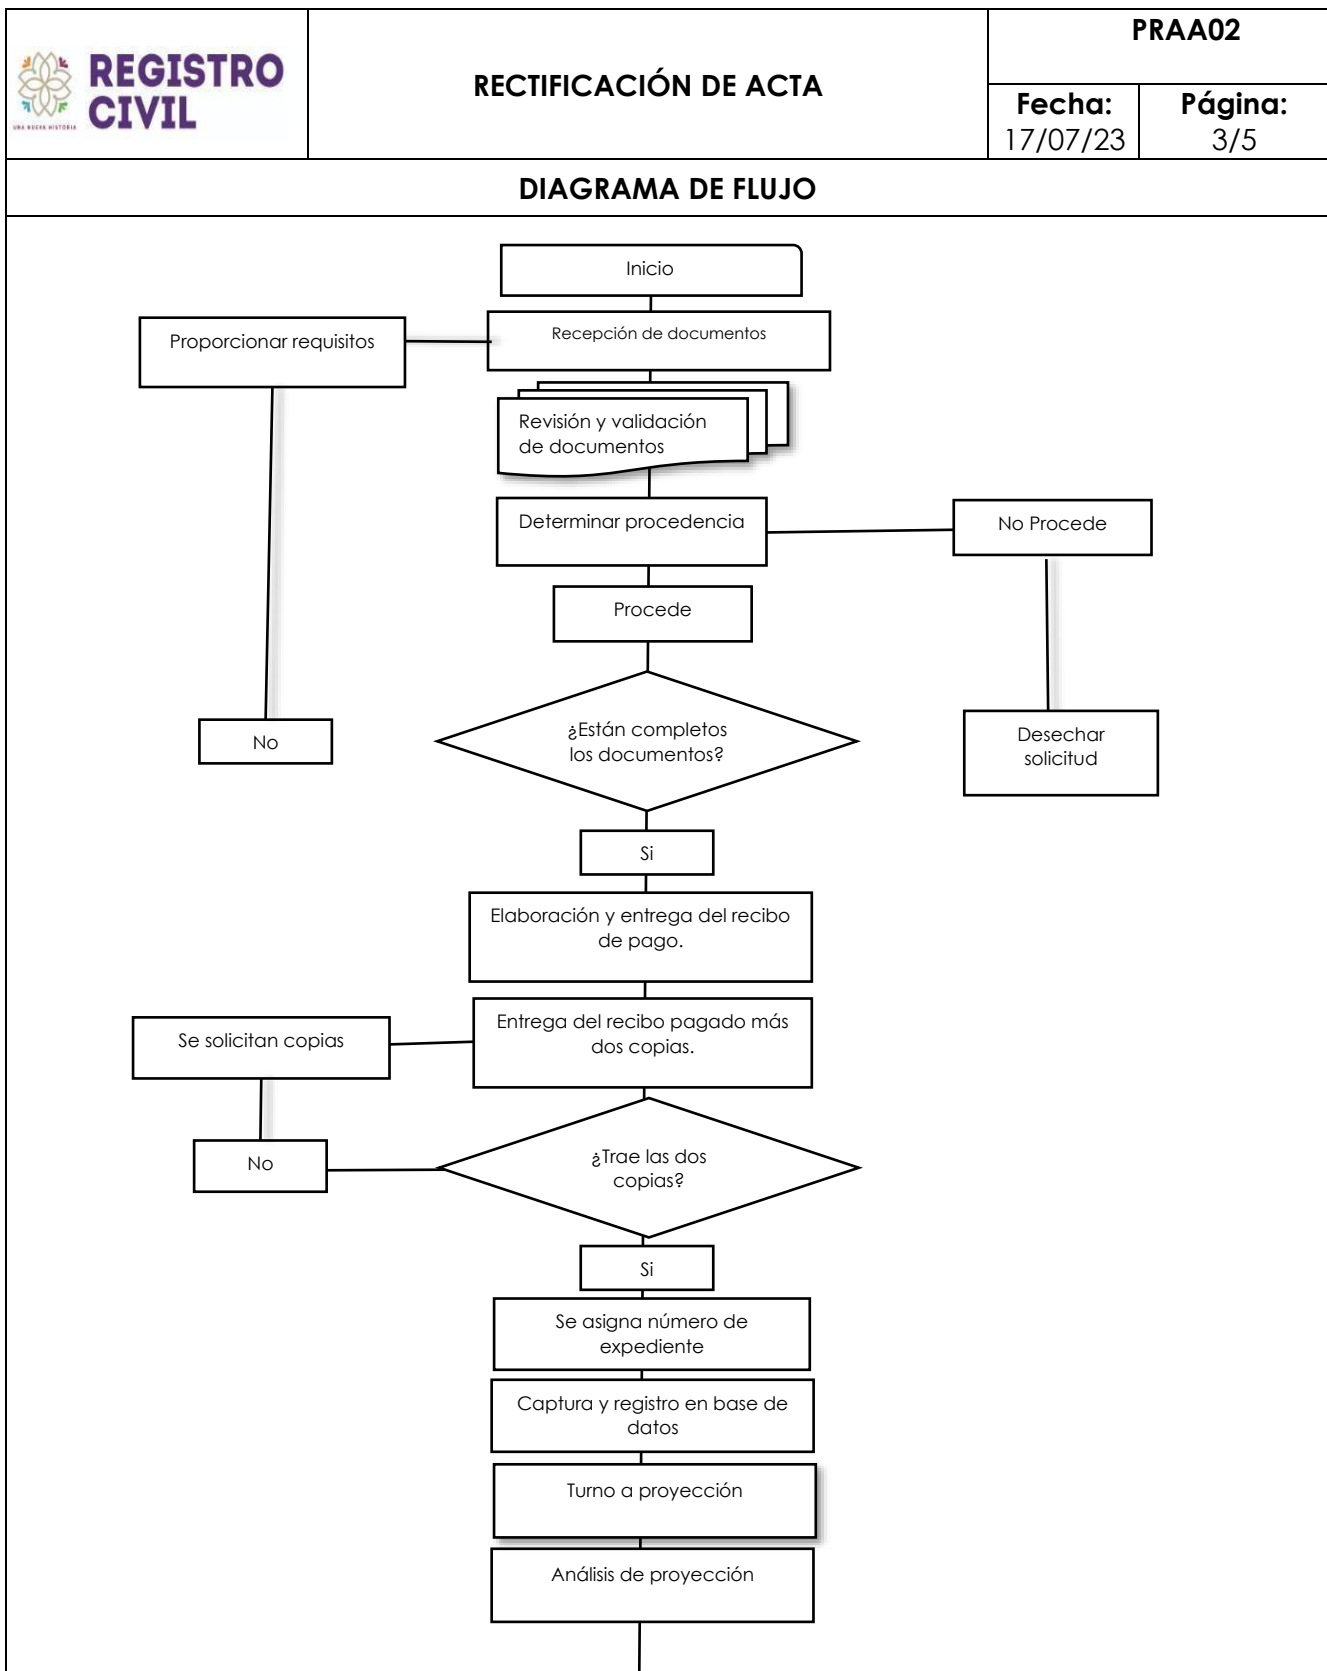 REGISTRO
CIVIL
UNA NUEVA HISTORIA
RECTIFICACIÓN DE ACTA
PRAA02
Fecha:
17/07/23
Página:
3/5
DIAGRAMA DE FLUJO
Inicio
Proporcionar requisitos
Recepción de documentos
Revisión y validación
de documentos
Determinar procedencia
No Procede
Procede
¿Están completos
los documentos?
No
Desechar
solicitud
Si
Elaboración y entrega del recibo
de pago.
Entrega del recibo pagado más
dos copias.
Se solicitan copias
No
¿Trae las dos
copias?
Si
Se asigna número de
expediente
Captura y registro en base de
datos
Turno a proyección
Análisis de proyección